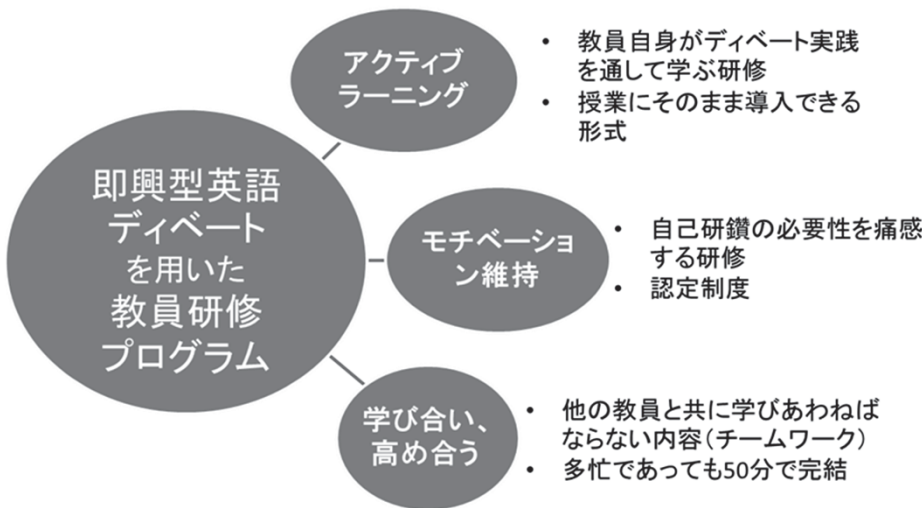 即興型英語
ディベート
を用いた
教員研修
プログラム
アクティブ
ラーニング
• 教員自身がディベート実践
を通して学ぶ研修
• 授業にそのまま導入できる
形式
モチベーショ
ン維持
• 自己研鑽の必要性を痛感
する研修
• 認定制度
学び合い、
高め合う
• 他の教員と共に学びあわねば
ならない内容(チームワーク)
• 多忙であっても50分で完結